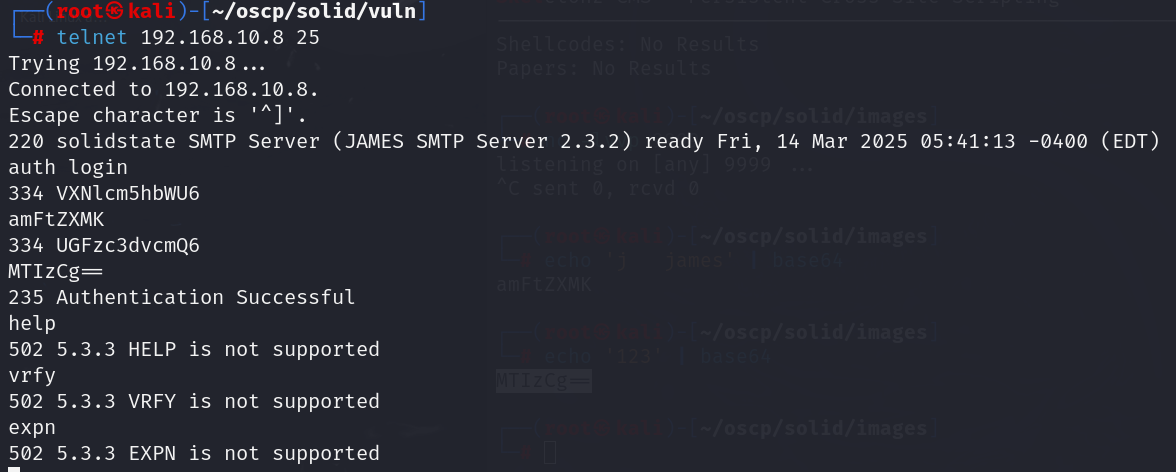 ┌──(root㉿kali)-[~/oscp/solid/vuln]
└─# telnet 192.168.10.8 25
Trying 192.168.10.8...
Connected to 192.168.10.8.
Escape character is '^]'.
220 solidstate SMTP Server (JAMES SMTP Server 2.3.2) ready Fri, 14 Mar 2025 05:41:13 -0400 (EDT)
auth login
334 VXNlcm5hbWU6
amFtZXMK
334 UGFzc3dvcmQ6
MTIzCg==
235 Authentication Successful
help
502 5.3.3 HELP is not supported
vrfy
502 5.3.3 VRFY is not supported
expn
502 5.3.3 EXPN is not supported
Shellcodes: No Results
Papers: No Results
┌──(root㉿kali)-[~/oscp/solid/images]
listening on [any] 9999 ...
^C sent 0, rcvd 0
┌──(root㉿kali)-[~/oscp/solid/images]
└─# echo 'j   james' | base64
amFtZXMK
┌──(root㉿kali)-[~/oscp/solid/images]
└─# echo '123' | base64
MTIzCg==
┌──(root㉿kali)-[~/oscp/solid/images]
└─#